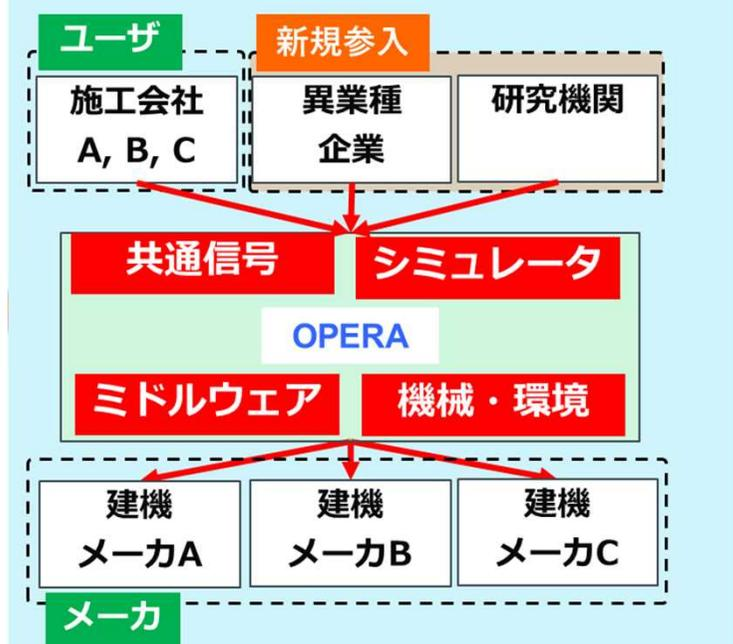 ユーザ
新規参入
施工会社
A, B, C
異業種
企業
研究機関
共通信号
シミュレータ
OPERA
ミドルウェア
機械・環境
建機
メーカA
建機
メーカB
建機
メーカC
メーカ